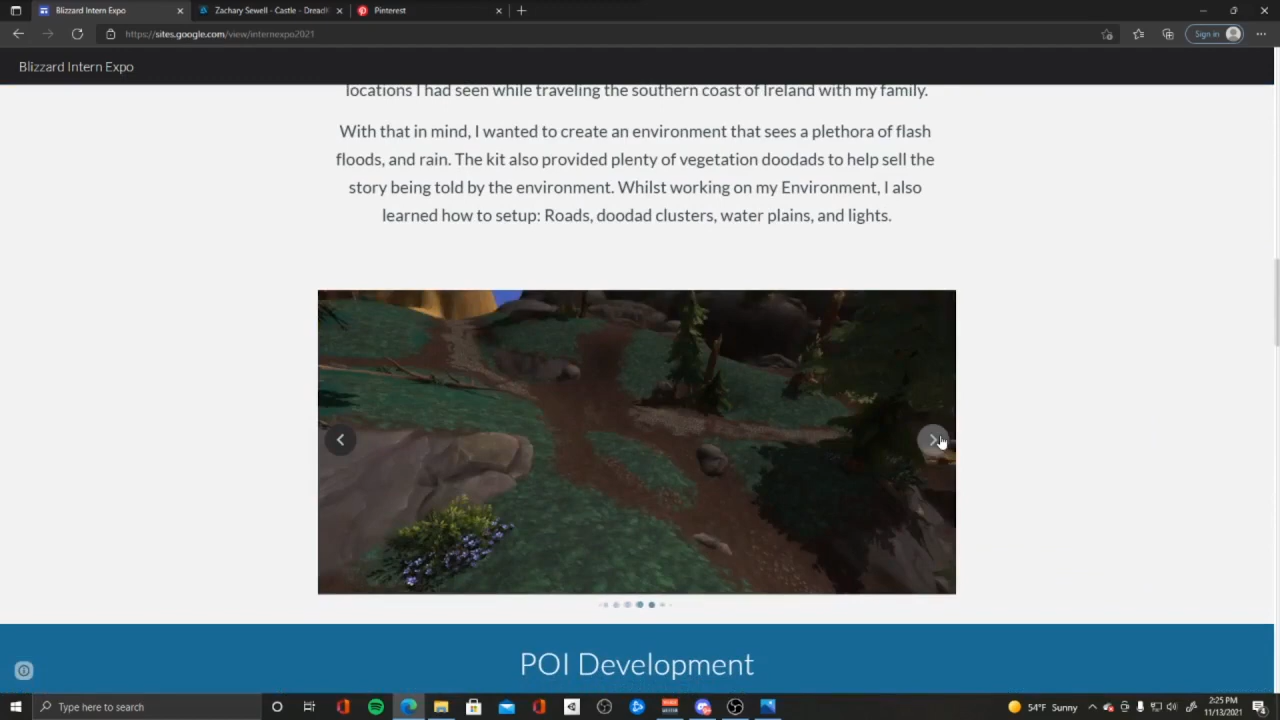 Blizzard Intern Expo
Zachary Sewell - Castle - Dread
Pinterest
https://sites.google.com/view/internexpo2021
Sign in
Blizzard Intern Expo
locations I had seen while traveling the southern coast of Ireland with my family.
With that in mind, I wanted to create an environment that sees a plethora of flash
floods, and rain. The kit also provided plenty of vegetation doodads to help sell the
story being told by the environment. Whilst working on my Environment, I also
learned how to setup: Roads, doodad clusters, water plains, and lights.
POI Development
Type here to search
54°F Sunny
2:25 PM
11/13/2021